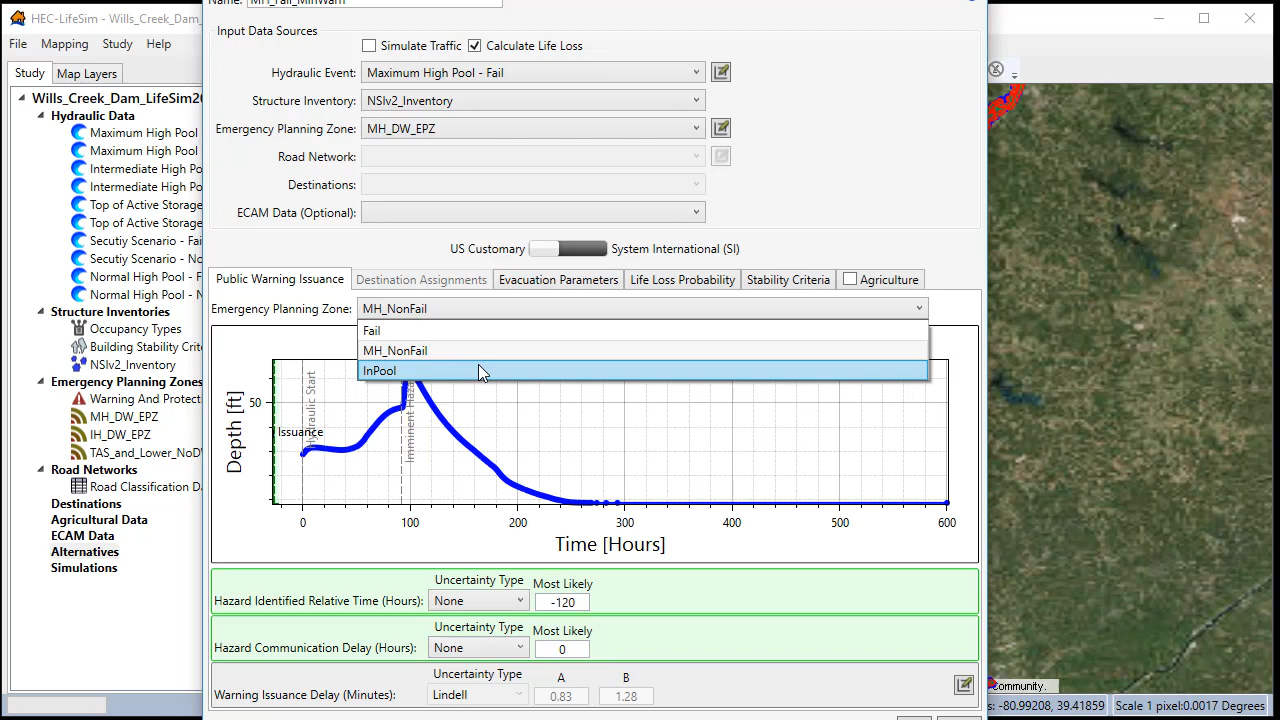 Name: MH_Fail_MinWarn
HEC-LifeSim - Wills_Creek_Dam_
File Mapping Study Help
Input Data Sources
Simulate Traffic Calculate Life Loss
Study Map Layers
Hydraulic Event: Maximum High Pool - Fail
Structure Inventory: NSIv2_Inventory
Emergency Planning Zone: MH_DW_EPZ
Road Network:
Destinations:
ECAM Data (Optional):
US Customary System International (SI)
Public Warning Issuance Destination Assignments Evacuation Parameters Life Loss Probability Stability Criteria Agriculture
Emergency Planning Zone: MH_NonFail
Fail
MH_NonFail
InPool
Depth [ft]
50
Issuance
Hydraulic Start
Imminent Haza
0 100 200 300 400 500 600
Time [Hours]
Uncertainty Type Most Likely
Hazard Identified Relative Time (Hours): None -120
Uncertainty Type Most Likely
Hazard Communication Delay (Hours): None 0
Uncertainty Type A B
Warning Issuance Delay (Minutes): Lindell 0.83 1.28
Wills_Creek_Dam_LifeSim20
Hydraulic Data
Maximum High Pool
Maximum High Pool
Intermediate High Po
Intermediate High Po
Top of Active Storage
Top of Active Storage
Secutiy Scenario - Fai
Secutiy Scenario - No
Normal High Pool - F
Normal High Pool - N
Structure Inventories
Occupancy Types
Building Stability Crite
NSIv2_Inventory
Emergency Planning Zones
Warning And Protect
MH_DW_EPZ
IH_DW_EPZ
TAS_and_Lower_NoDW
Road Networks
Road Classification Da
Destinations
Agricultural Data
ECAM Data
Alternatives
Simulations
Community.
s: -80.99208, 39.41859 Scale 1 pixel:0.0017 Degrees